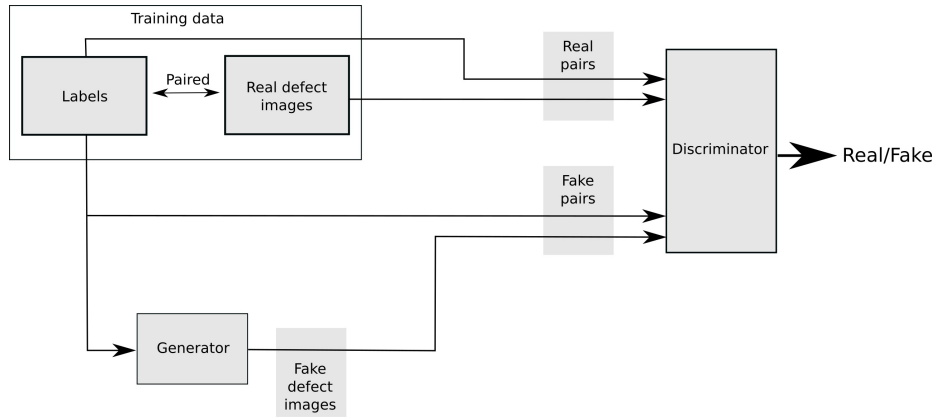 Training data
Labels
Paired
Real defect
images
Real
pairs
Discriminator
Real/Fake
Fake
pairs
Generator
Fake
defect
images